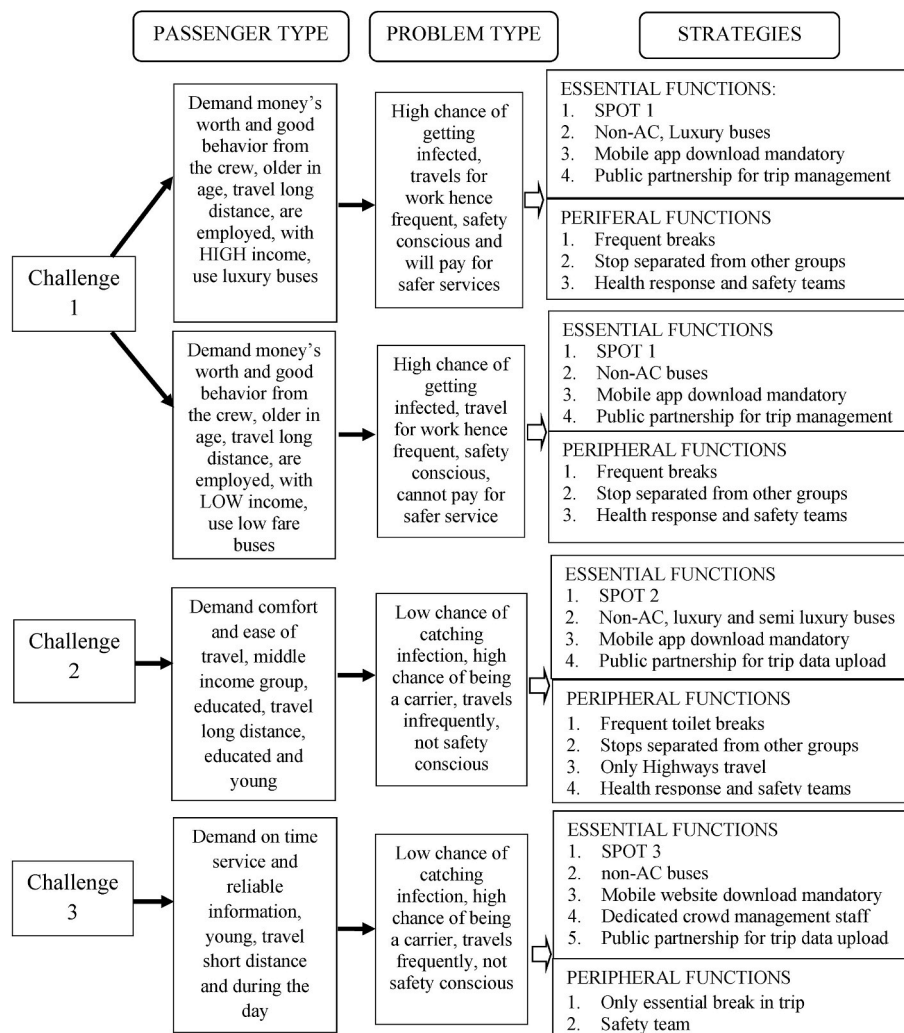 PASSENGER TYPE
PROBLEM TYPE
STRATEGIES
Challenge
1
Demand money's
worth and good
behavior from
the crew, older in
age, travel long
distance, are
employed, with
HIGH income,
use luxury buses
High chance of
getting
infected,
travels for
work hence
frequent, safety
conscious and
will pay for
safer services
ESSENTIAL FUNCTIONS:
1. SPOT 1
2. Non-AC, Luxury buses
3. Mobile app download mandatory
4. Public partnership for trip management
PERIFERAL FUNCTIONS
1. Frequent breaks
2. Stop separated from other groups
3. Health response and safety teams
Demand money's
worth and good
behavior from
the crew, older in
age, travel long
distance, are
employed, with
LOW income,
use low fare
buses
High chance of
getting
infected, travel
for work hence
frequent, safety
conscious,
cannot pay for
safer service
ESSENTIAL FUNCTIONS
1. SPOT 1
2. Non-AC buses
3. Mobile app download mandatory
4. Public partnership for trip management
PERIPHERAL FUNCTIONS
1. Frequent breaks
2. Stop separated from other groups
3. Health response and safety teams
Challenge
2
Demand comfort
and ease of
travel, middle
income group,
educated, travel
long distance,
educated and
young
Low chance of
catching
infection, high
chance of being
a carrier, travels
infrequently,
not safety
conscious
ESSENTIAL FUNCTIONS
1. SPOT 2
2. Non-AC, luxury and semi luxury buses
3. Mobile app download mandatory
4. Public partnership for trip data upload
PERIPHERAL FUNCTIONS
1. Frequent toilet breaks
2. Stops separated from other groups
3. Only Highways travel
4. Health response and safety teams
Challenge
3
Demand on time
service and
reliable
information,
young, travel
short distance
and during the
day
Low chance of
catching
infection, high
chance of being
a carrier, travels
frequently, not
safety conscious
ESSENTIAL FUNCTIONS
1. SPOT 3
2. non-AC buses
3. Mobile website download mandatory
4. Dedicated crowd management staff
5. Public partnership for trip data upload
PERIPHERAL FUNCTIONS
1. Only essential break in trip
2. Safety team